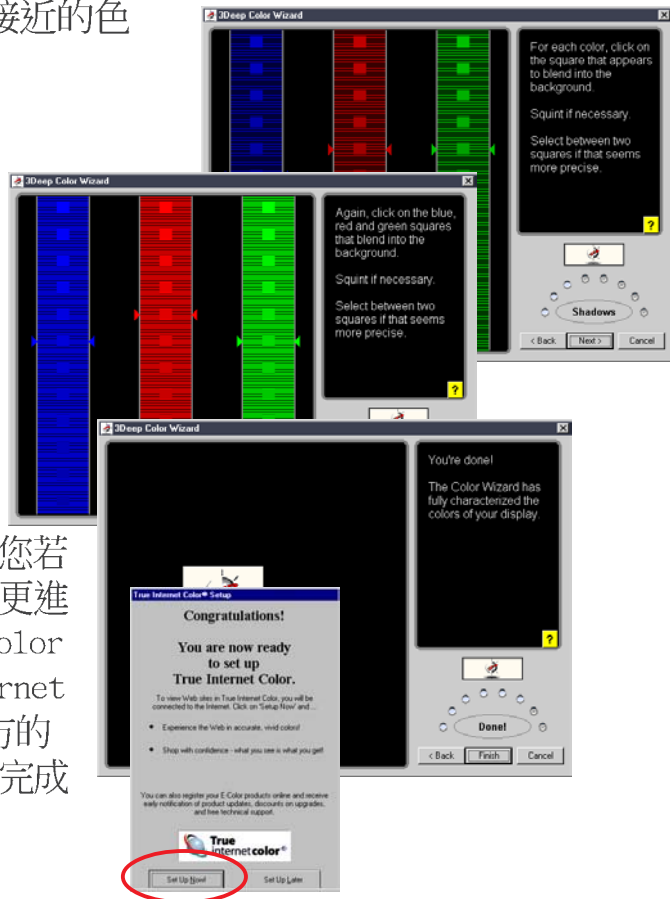 接近的色
3Deep Color Wizard
For each color, click on
the square that appears
to blend into the
background.
Squint if necessary.
Select between two
squares if that seems
more precise.
?
Shadows
< Back Next > Cancel
3Deep Color Wizard
Again, click on the blue,
red and green squares
that blend into the
background.
Squint if necessary.
Select between two
squares if that seems
more precise.
?
3Deep Color Wizard
You're done!
The Color Wizard has
fully characterized the
colors of your display.
?
Done!
< Back Finish Cancel
您若
更進
olor
rnet
行的
完成
True Internet Color® Setup
Congratulations!
You are now ready
to set up
True Internet Color.
To view Web sites in True Internet Color, you will be
connected to the Internet. Click on 'Setup Now' and ...
• Experience the Web in accurate, vivid colors!
• Shop with confidence - what you see is what you get!
You can also register your E-Color products online and receive
early notification of product updates, discounts on upgrades,
and free technical support.
True
internetcolor®
Set Up Now! Set Up Later